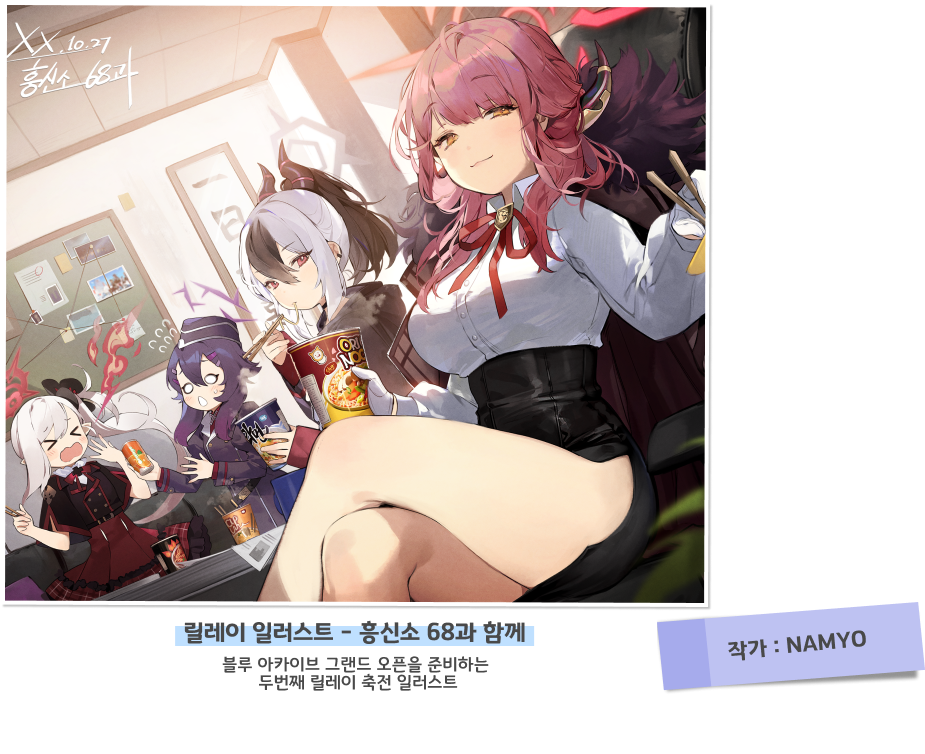 XX.10.27
흥신소 68과
一日
릴레이 일러스트 - 흥신소 68과 함께
블루 아카이브 그랜드 오픈을 준비하는
두번째 릴레이 축전 일러스트
작가 : NAMYO